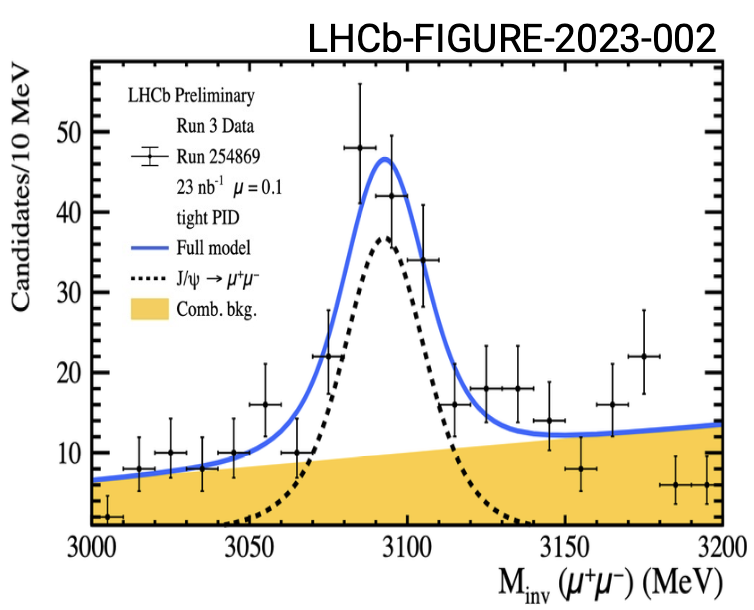 LHCb-FIGURE-2023-002
Candidates/10 MeV
50
40
30
20
10
LHCb Preliminary
Run 3 Data
Run 254869
23 nb⁻¹ μ = 0.1
tight PID
Full model
J/ψ → μ⁺μ⁻
Comb. bkg.
3000 3050 3100 3150 3200
M_inv (μ⁺μ⁻) (MeV)